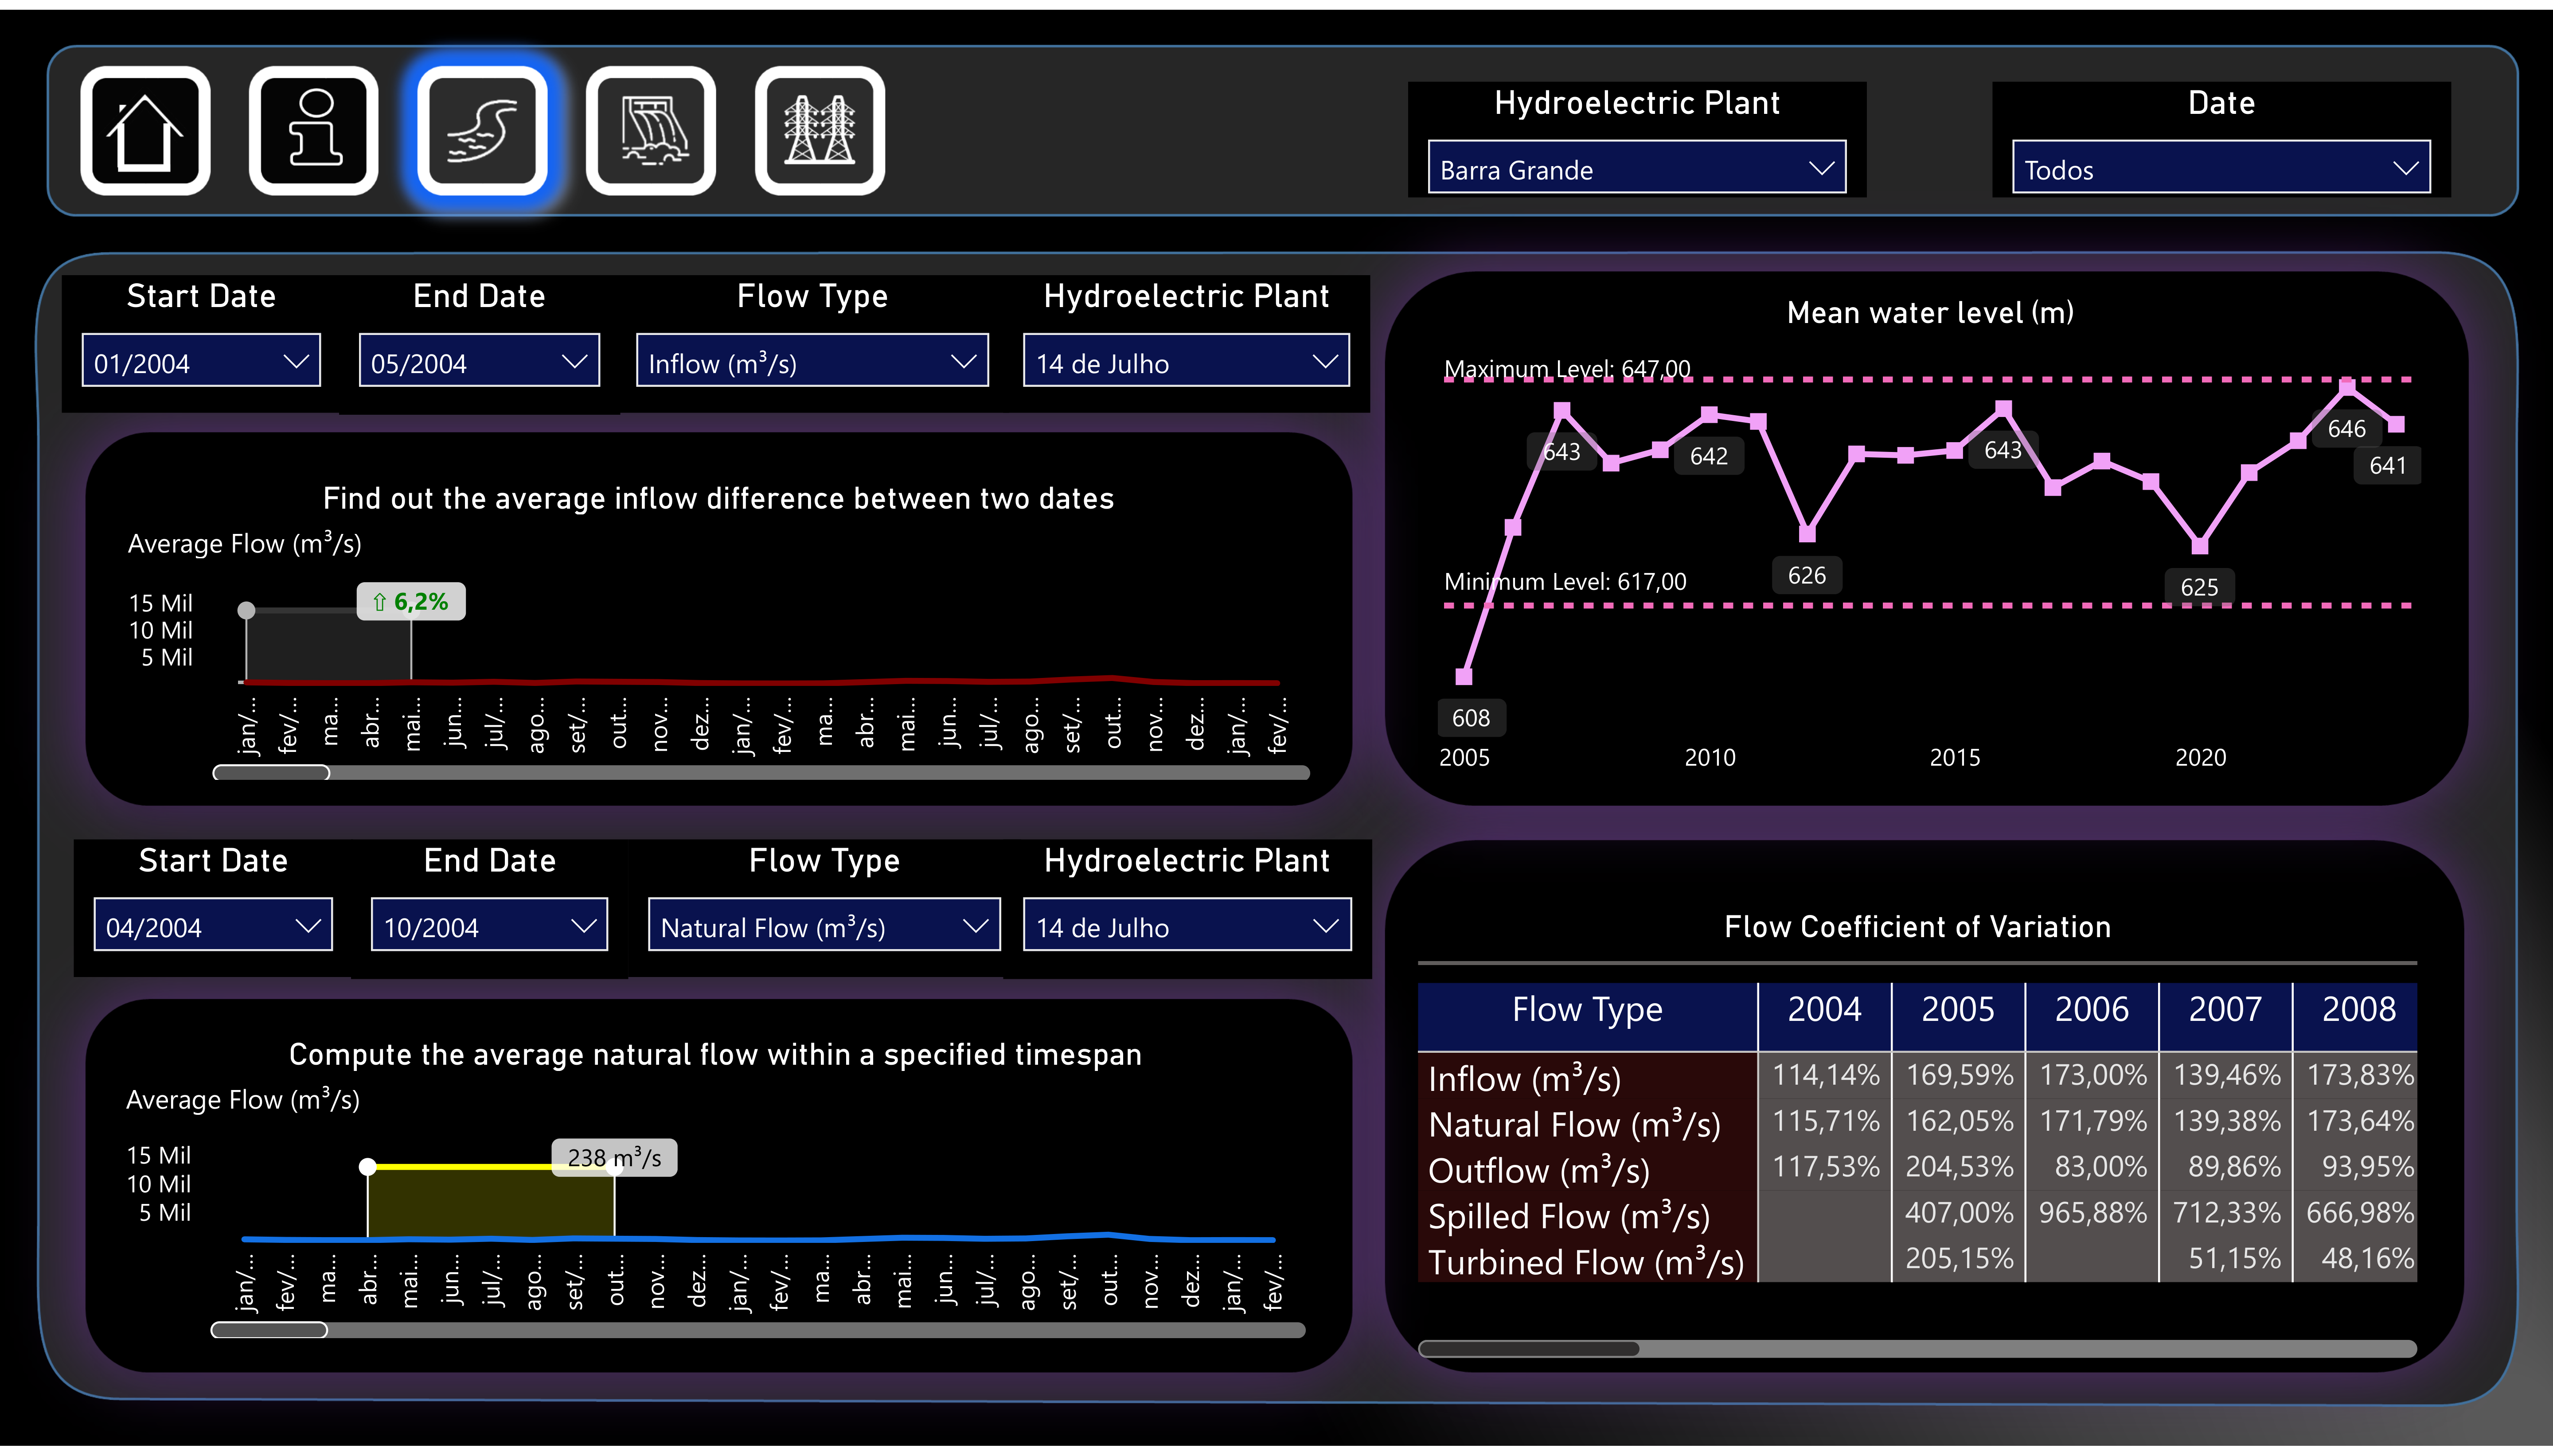 Hydroelectric Plant
Barra Grande
Date
Todos
Start Date
End Date
Flow Type
Hydroelectric Plant
01/2004
05/2004
Inflow (m³/s)
14 de Julho
Find out the average inflow difference between two dates
Average Flow (m³/s)
15 Mil
10 Mil
5 Mil
⇧ 6,2%
jan/...
fev/...
ma...
abr...
mai...
jun...
jul/...
ago...
set/...
out...
nov...
dez...
jan/...
fev/...
ma...
abr...
mai...
jun...
jul/...
ago...
set/...
out...
nov...
dez...
jan/...
fev/...
Mean water level (m)
Maximum Level: 647,00
643
642
643
646
641
Minimum Level: 617,00
626
625
608
2005
2010
2015
2020
Start Date
End Date
Flow Type
Hydroelectric Plant
04/2004
10/2004
Natural Flow (m³/s)
14 de Julho
Compute the average natural flow within a specified timespan
Average Flow (m³/s)
15 Mil
10 Mil
5 Mil
238 m³/s
jan/...
fev/...
ma...
abr...
mai...
jun...
jul/...
ago...
set/...
out...
nov...
dez...
jan/...
fev/...
ma...
abr...
mai...
jun...
jul/...
ago...
set/...
out...
nov...
dez...
jan/...
fev/...
Flow Coefficient of Variation
Flow Type 2004 2005 2006 2007 2008
Inflow (m³/s) 114,14% 169,59% 173,00% 139,46% 173,83%
Natural Flow (m³/s) 115,71% 162,05% 171,79% 139,38% 173,64%
Outflow (m³/s) 117,53% 204,53% 83,00% 89,86% 93,95%
Spilled Flow (m³/s) 407,00% 965,88% 712,33% 666,98%
Turbined Flow (m³/s) 205,15% 51,15% 48,16%